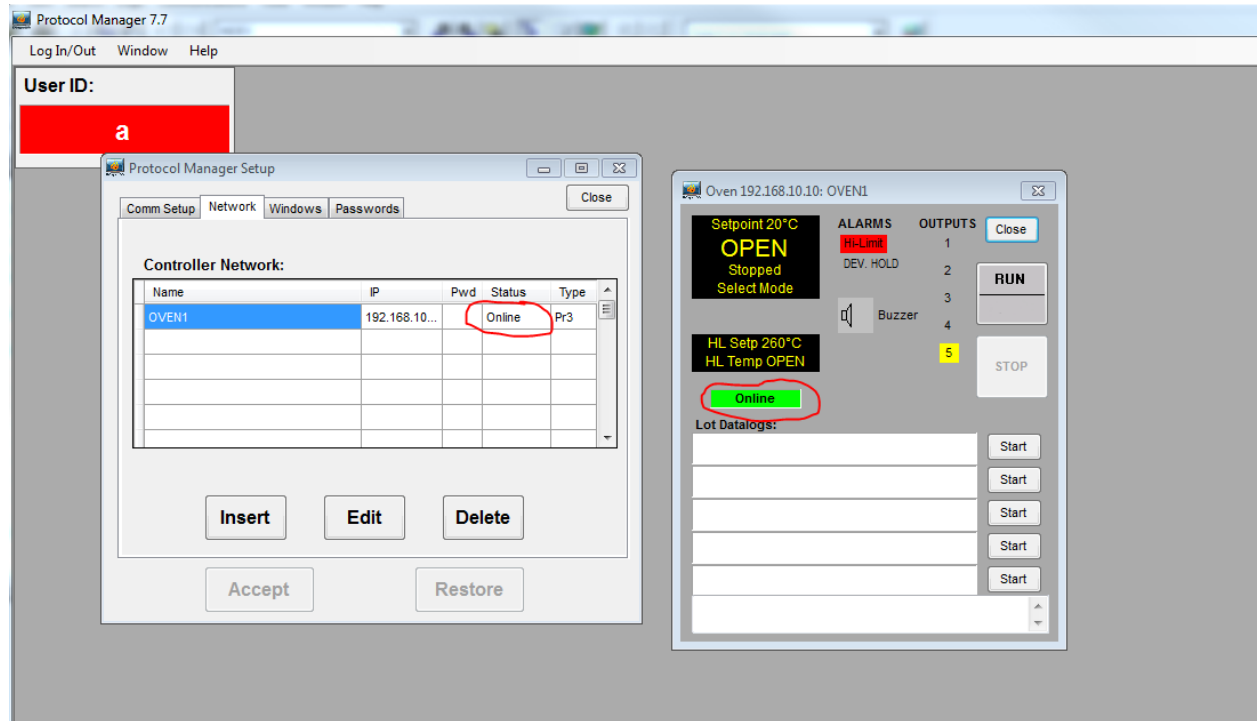 Protocol Manager 7.7
Log In/Out Window Help
User ID:
a
Protocol Manager Setup
Close
Comm Setup Network Windows Passwords
Controller Network:
Name IP Pwd Status Type
OVEN1 192.168.10... Online Pr3
Insert Edit Delete
Accept Restore
Oven 192.168.10.10: OVEN1
Setpoint 20°C
OPEN
Stopped
Select Mode
HL Setp 260°C
HL Temp OPEN
Online
ALARMS
Hi-Limit
DEV. HOLD
Buzzer
OUTPUTS
1
2
3
4
5
Close
RUN
STOP
Lot Datalogs:
Start
Start
Start
Start
Start